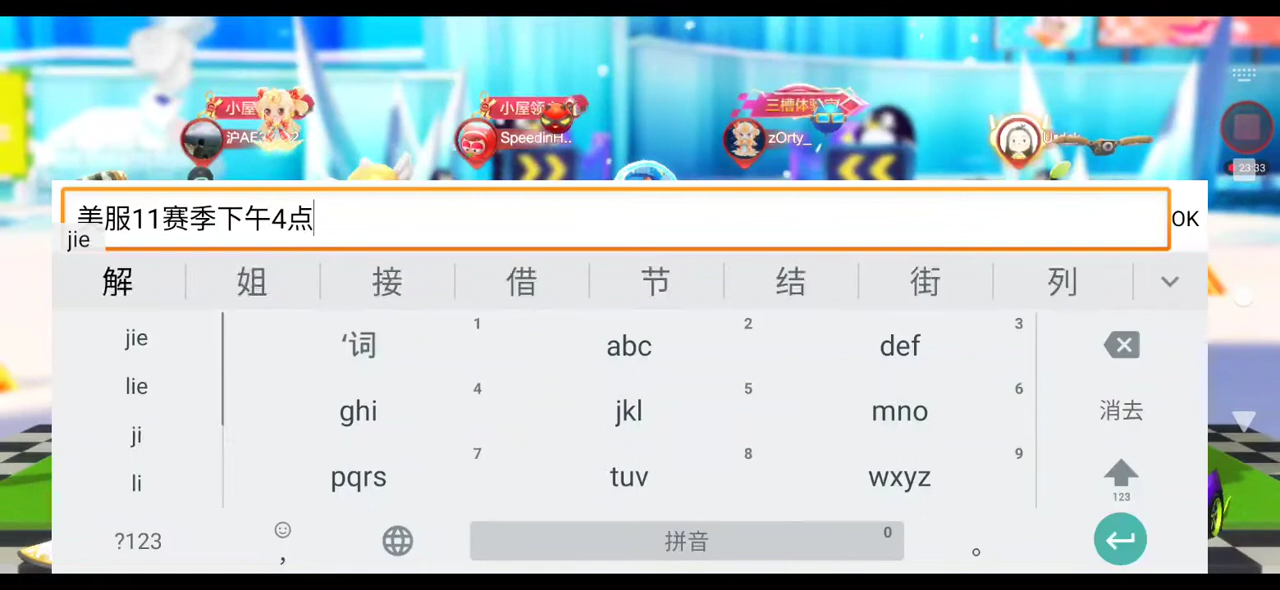 小屋
沪AE
小屋领
SpeedinH..
三槽体验
zOrty_
23:33
美服11赛季下午4点
OK
jie
解 姐 接 借 节 结 街 列
jie
lie
ji
li
‘词 1 abc 2 def 3
ghi 4 jkl 5 mno 6 消去
pqrs 7 tuv 8 wxyz 9 123
?123 , 拼音 0 。